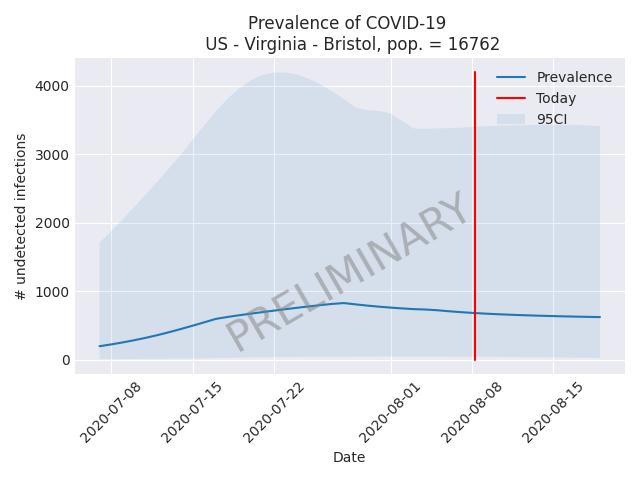 Prevalence of COVID-19
US - Virginia - Bristol, pop. = 16762
Prevalence
Today
95CI
4000
3000
2000
1000
0
# undetected infections
PRELIMINARY
2020-07-08
2020-07-15
2020-07-22
2020-08-01
2020-08-08
2020-08-15
Date